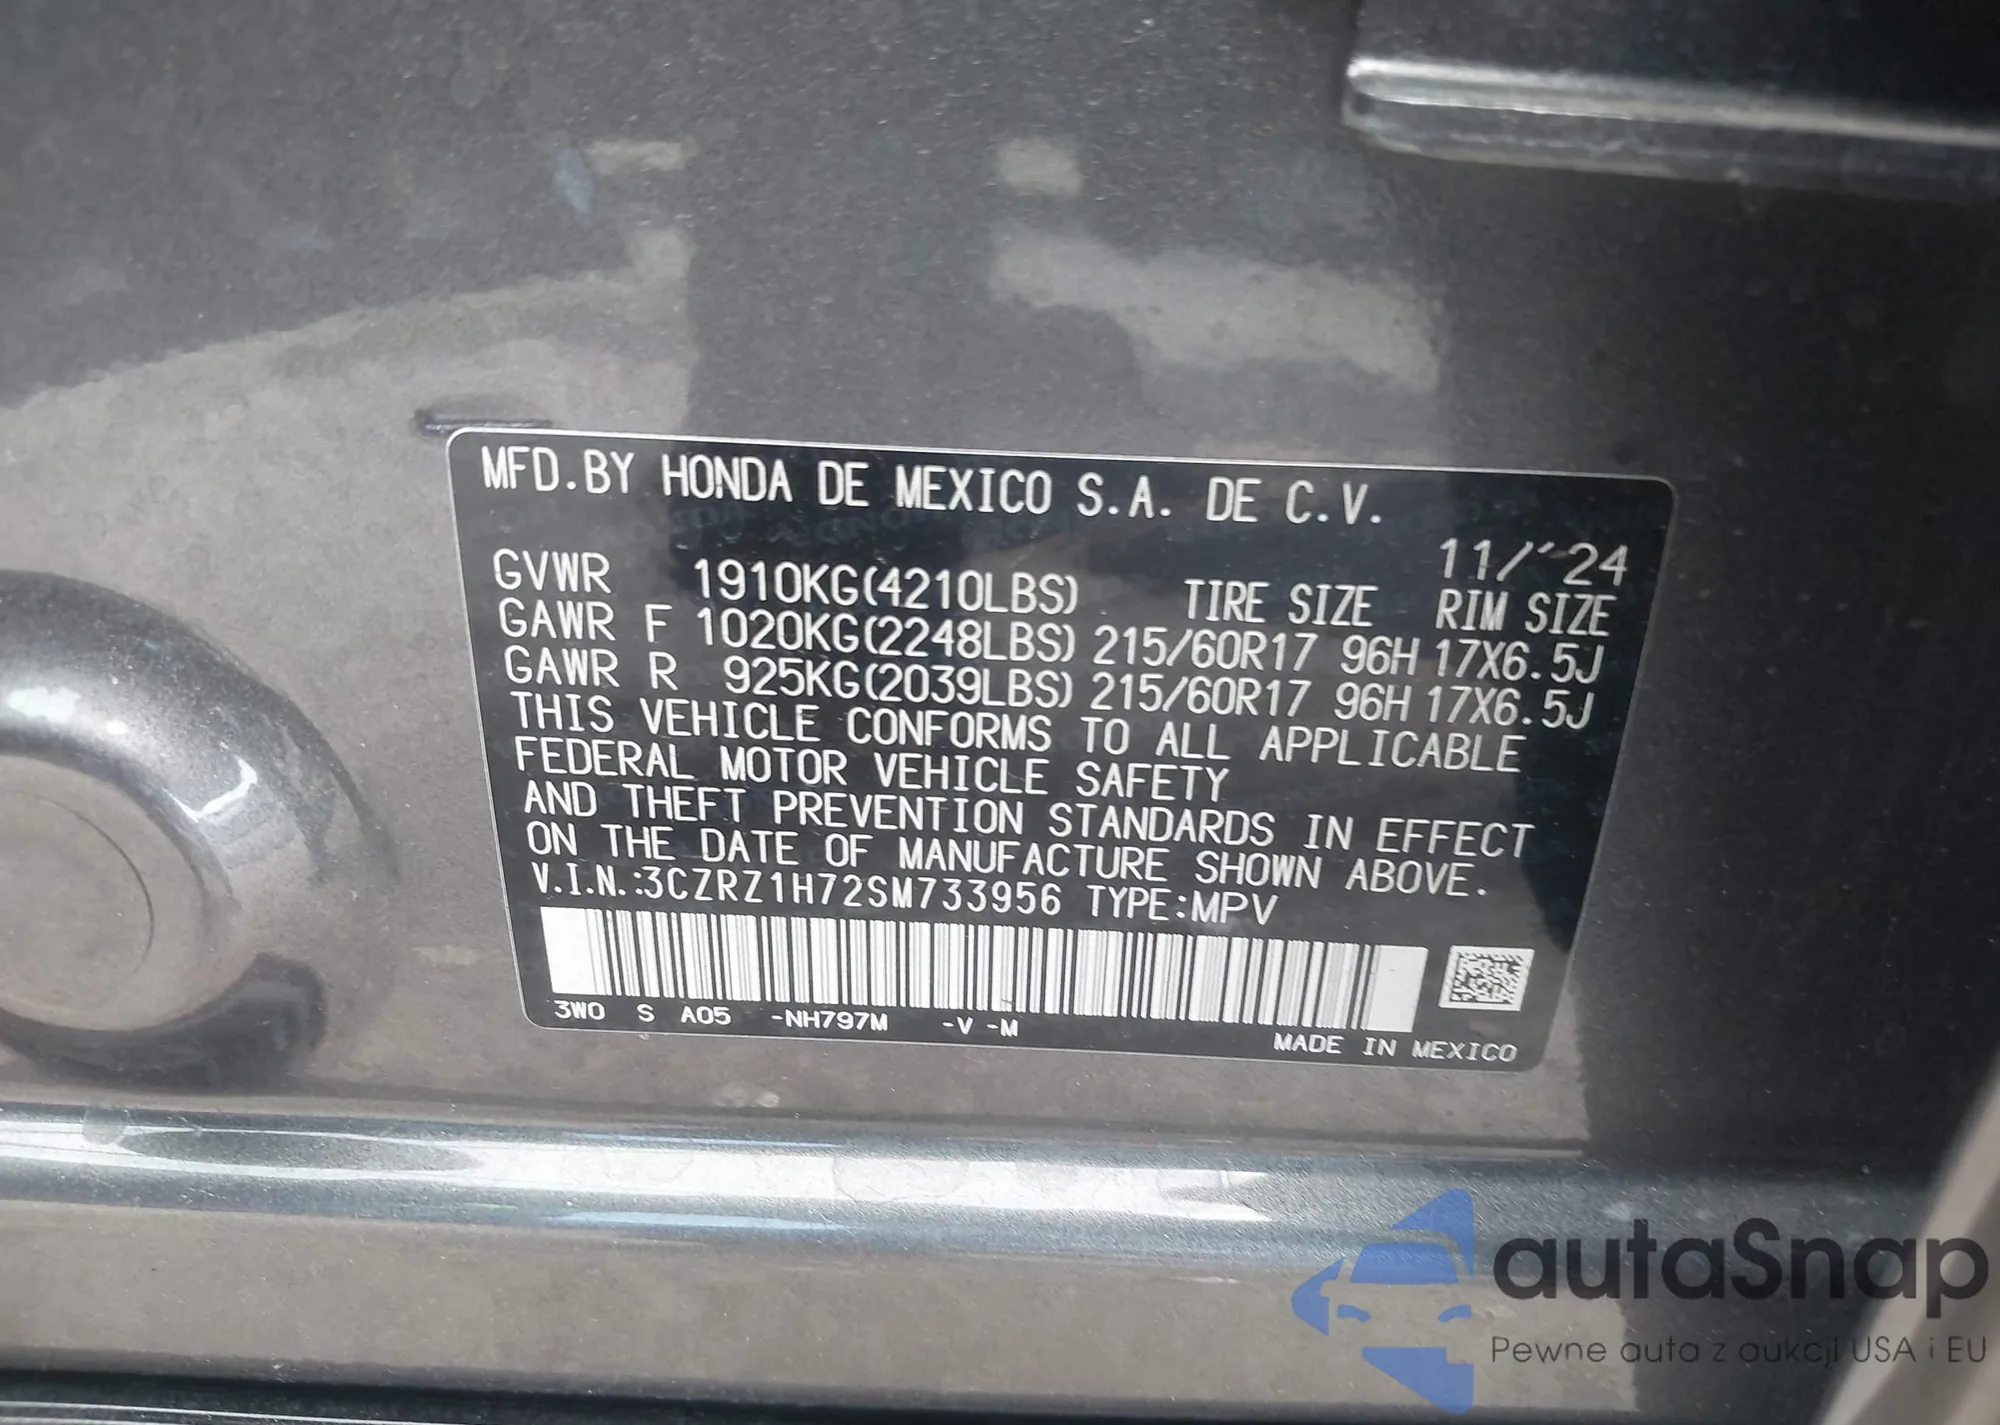 MFD.BY HONDA DE MEXICO S.A. DE C.V.
11/´24
GVWR 1910KG(4210LBS) TIRE SIZE RIM SIZE
GAWR F 1020KG(2248LBS) 215/60R17 96H 17X6.5J
GAWR R 925KG(2039LBS) 215/60R17 96H 17X6.5J
THIS VEHICLE CONFORMS TO ALL APPLICABLE
FEDERAL MOTOR VEHICLE SAFETY
AND THEFT PREVENTION STANDARDS IN EFFECT
ON THE DATE OF MANUFACTURE SHOWN ABOVE.
V.I.N.:3CZRZ1H72SM733956 TYPE:MPV
3W0 S A05 -NH797M -V -M
MADE IN MEXICO
autaSnap
Pewne auta z aukcji USA i EU